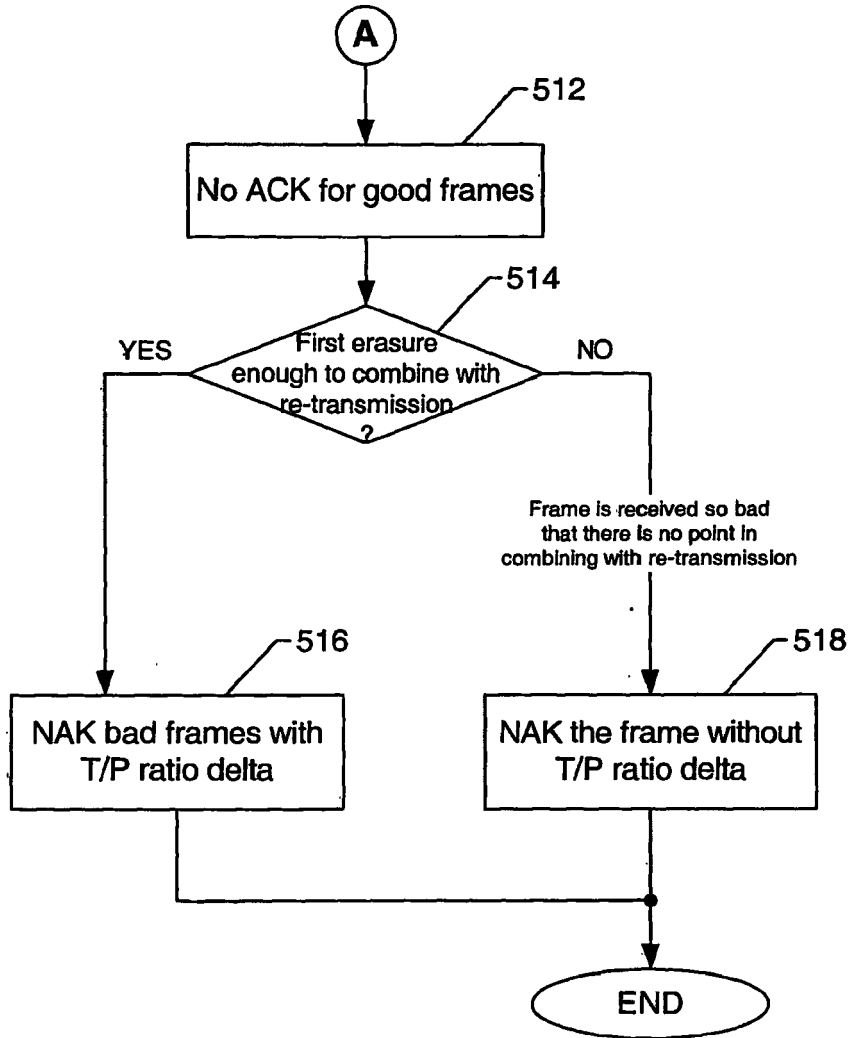 A
512
No ACK for good frames
514
YES
First erasure
enough to combine with
re-transmission
?
NO
Frame is received so bad
that there is no point in
combining with re-transmission
516
NAK bad frames with
T/P ratio delta
518
NAK the frame without
T/P ratio delta
END